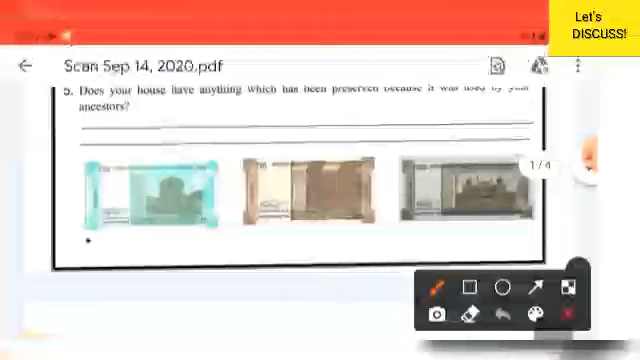 Let's
DISCUSS!
Scan Sep 14, 2020.pdf
5. Does your house have anything which has been preserved because it was used by your
ancestors?
1/4